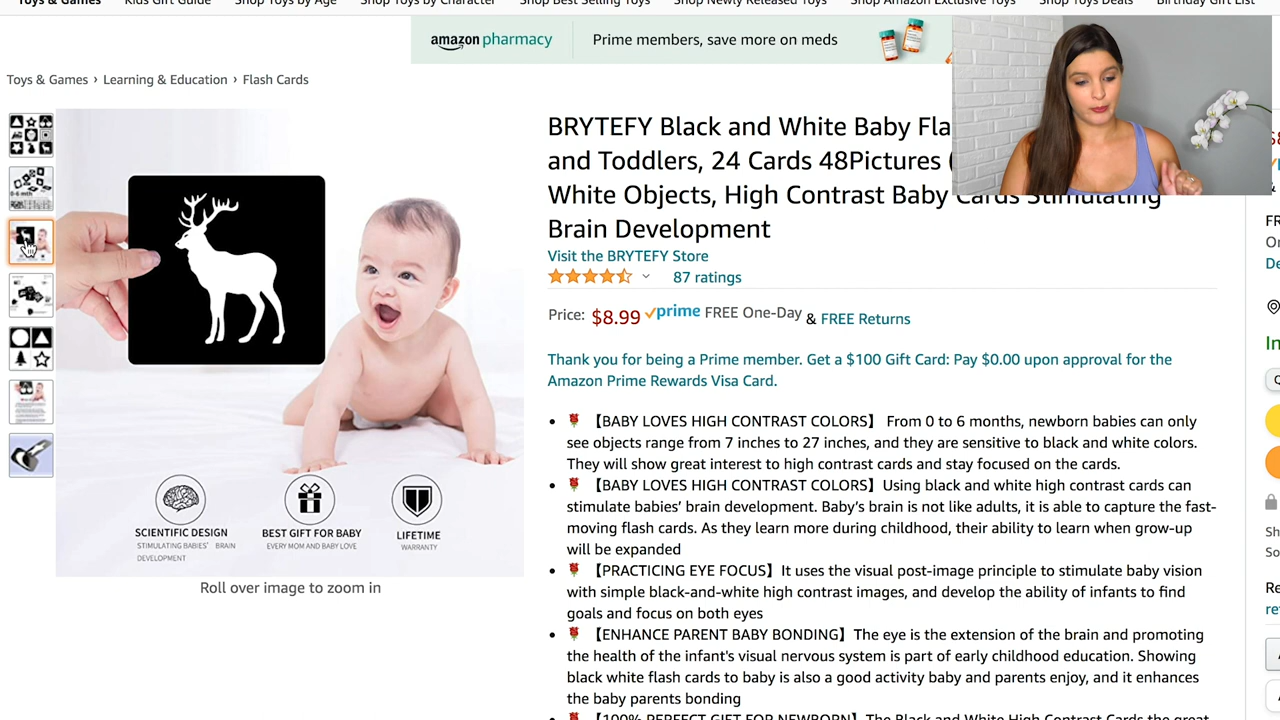 Toys & Games Kids Gift Guide Shop Toys by Age Shop Toys by Character Shop Best Selling Toys Shop Newly Released Toys Shop Amazon Exclusive Toys Shop Toys Deals Birthday Gift List
amazon pharmacy Prime members, save more on meds
Toys & Games › Learning & Education › Flash Cards
BRYTEFY Black and White Baby Fla
and Toddlers, 24 Cards 48Pictures
White Objects, High Contrast Baby Cards Stimulating
Brain Development
Visit the BRYTEFY Store
87 ratings
Price: $8.99 prime FREE One-Day & FREE Returns
Thank you for being a Prime member. Get a $100 Gift Card: Pay $0.00 upon approval for the
Amazon Prime Rewards Visa Card.
• 🌹 【BABY LOVES HIGH CONTRAST COLORS】 From 0 to 6 months, newborn babies can only
see objects range from 7 inches to 27 inches, and they are sensitive to black and white colors.
They will show great interest to high contrast cards and stay focused on the cards.
• 🌹 【BABY LOVES HIGH CONTRAST COLORS】Using black and white high contrast cards can
stimulate babies' brain development. Baby's brain is not like adults, it is able to capture the fast-
moving flash cards. As they learn more during childhood, their ability to learn when grow-up
will be expanded
• 🌹 【PRACTICING EYE FOCUS】It uses the visual post-image principle to stimulate baby vision
with simple black-and-white high contrast images, and develop the ability of infants to find
goals and focus on both eyes
• 🌹 【ENHANCE PARENT BABY BONDING】The eye is the extension of the brain and promoting
the health of the infant's visual nervous system is part of early childhood education. Showing
black white flash cards to baby is also a good activity baby and parents enjoy, and it enhances
the baby parents bonding
• 🌹 【100% PERFECT GIFT FOR NEWBORN】The Black and White High Contrast Cards the great
SCIENTIFIC DESIGN
STIMULATING BABIES' BRAIN
DEVELOPMENT
BEST GIFT FOR BABY
EVERY MOM AND BABY LOVE
LIFETIME
WARRANTY
Roll over image to zoom in